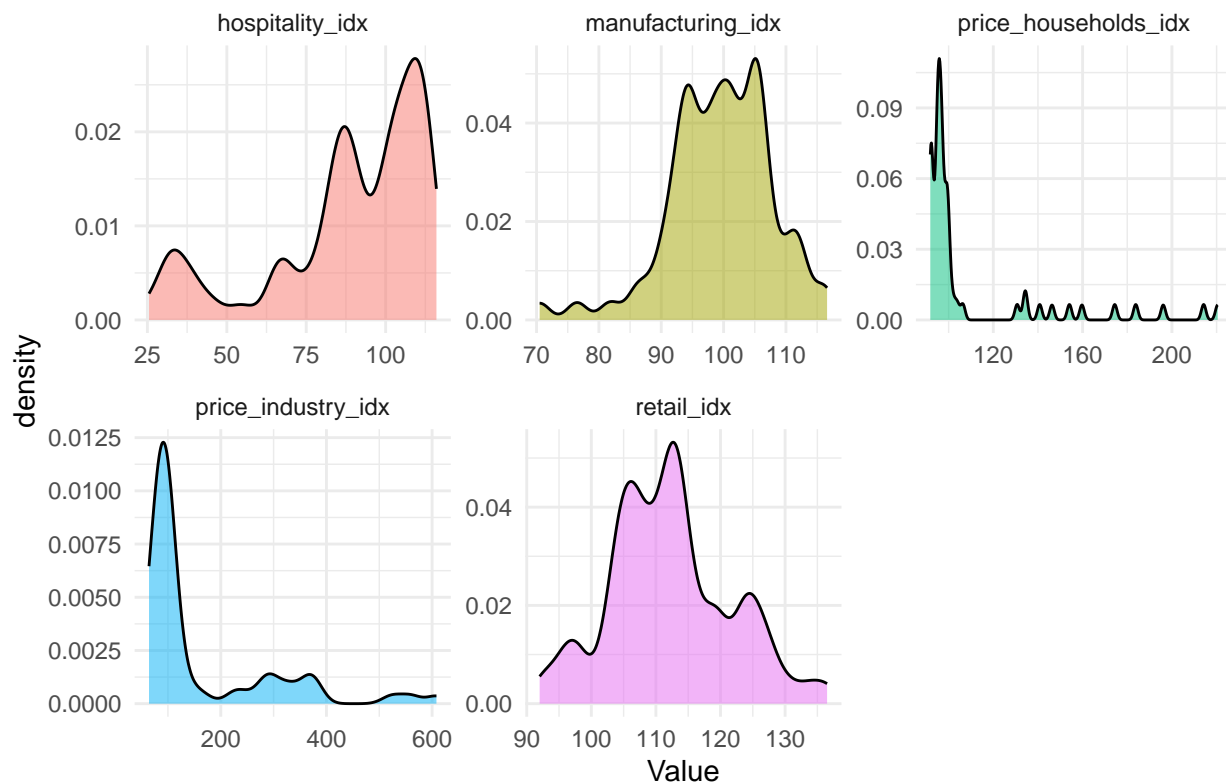 hospitality_idx
manufacturing_idx
price_households_idx
0.02
0.01
0.00
25 50 75 100
0.04
0.02
0.00
70 80 90 100 110
0.09
0.06
0.03
0.00
120 160 200
density
price_industry_idx
retail_idx
0.0125
0.0100
0.0075
0.0050
0.0025
0.0000
200 400 600
0.04
0.02
0.00
90 100 110 120 130
Value